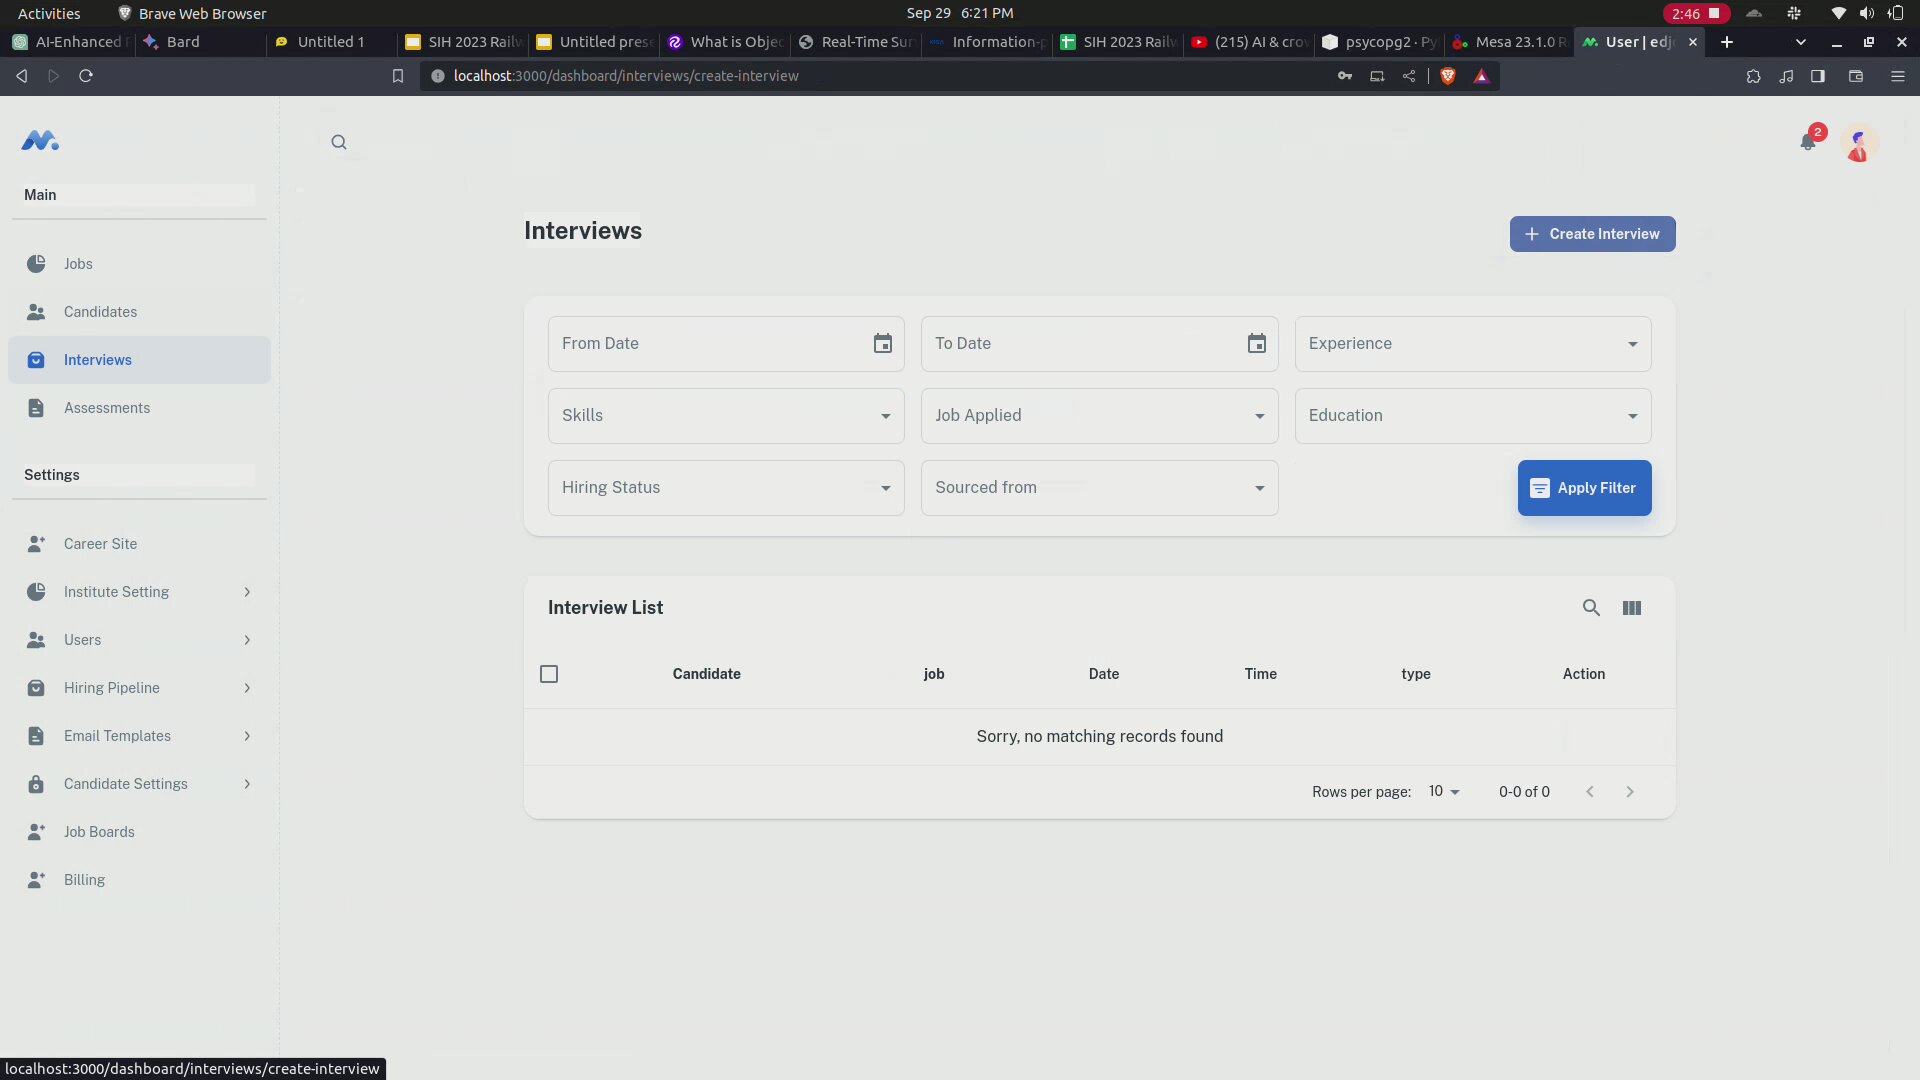 Activities Brave Web Browser Sep 29 6:21 PM 2:46
AI-Enhanced Bard Untitled 1 SIH 2023 Railw Untitled prese What is Objec Real-Time Sur Information-p SIH 2023 Railw (215) AI & crow psycopg2 · Py Mesa 23.1.0 R User | edjo
localhost:3000/dashboard/interviews/create-interview
2
Main
Jobs
Candidates
Interviews
Assessments
Settings
Career Site
Institute Setting
Users
Hiring Pipeline
Email Templates
Candidate Settings
Job Boards
Billing
Interviews
Create Interview
From Date To Date Experience
Skills Job Applied Education
Hiring Status Sourced from Apply Filter
Interview List
Candidate job Date Time type Action
Sorry, no matching records found
Rows per page: 10 0-0 of 0
localhost:3000/dashboard/interviews/create-interview